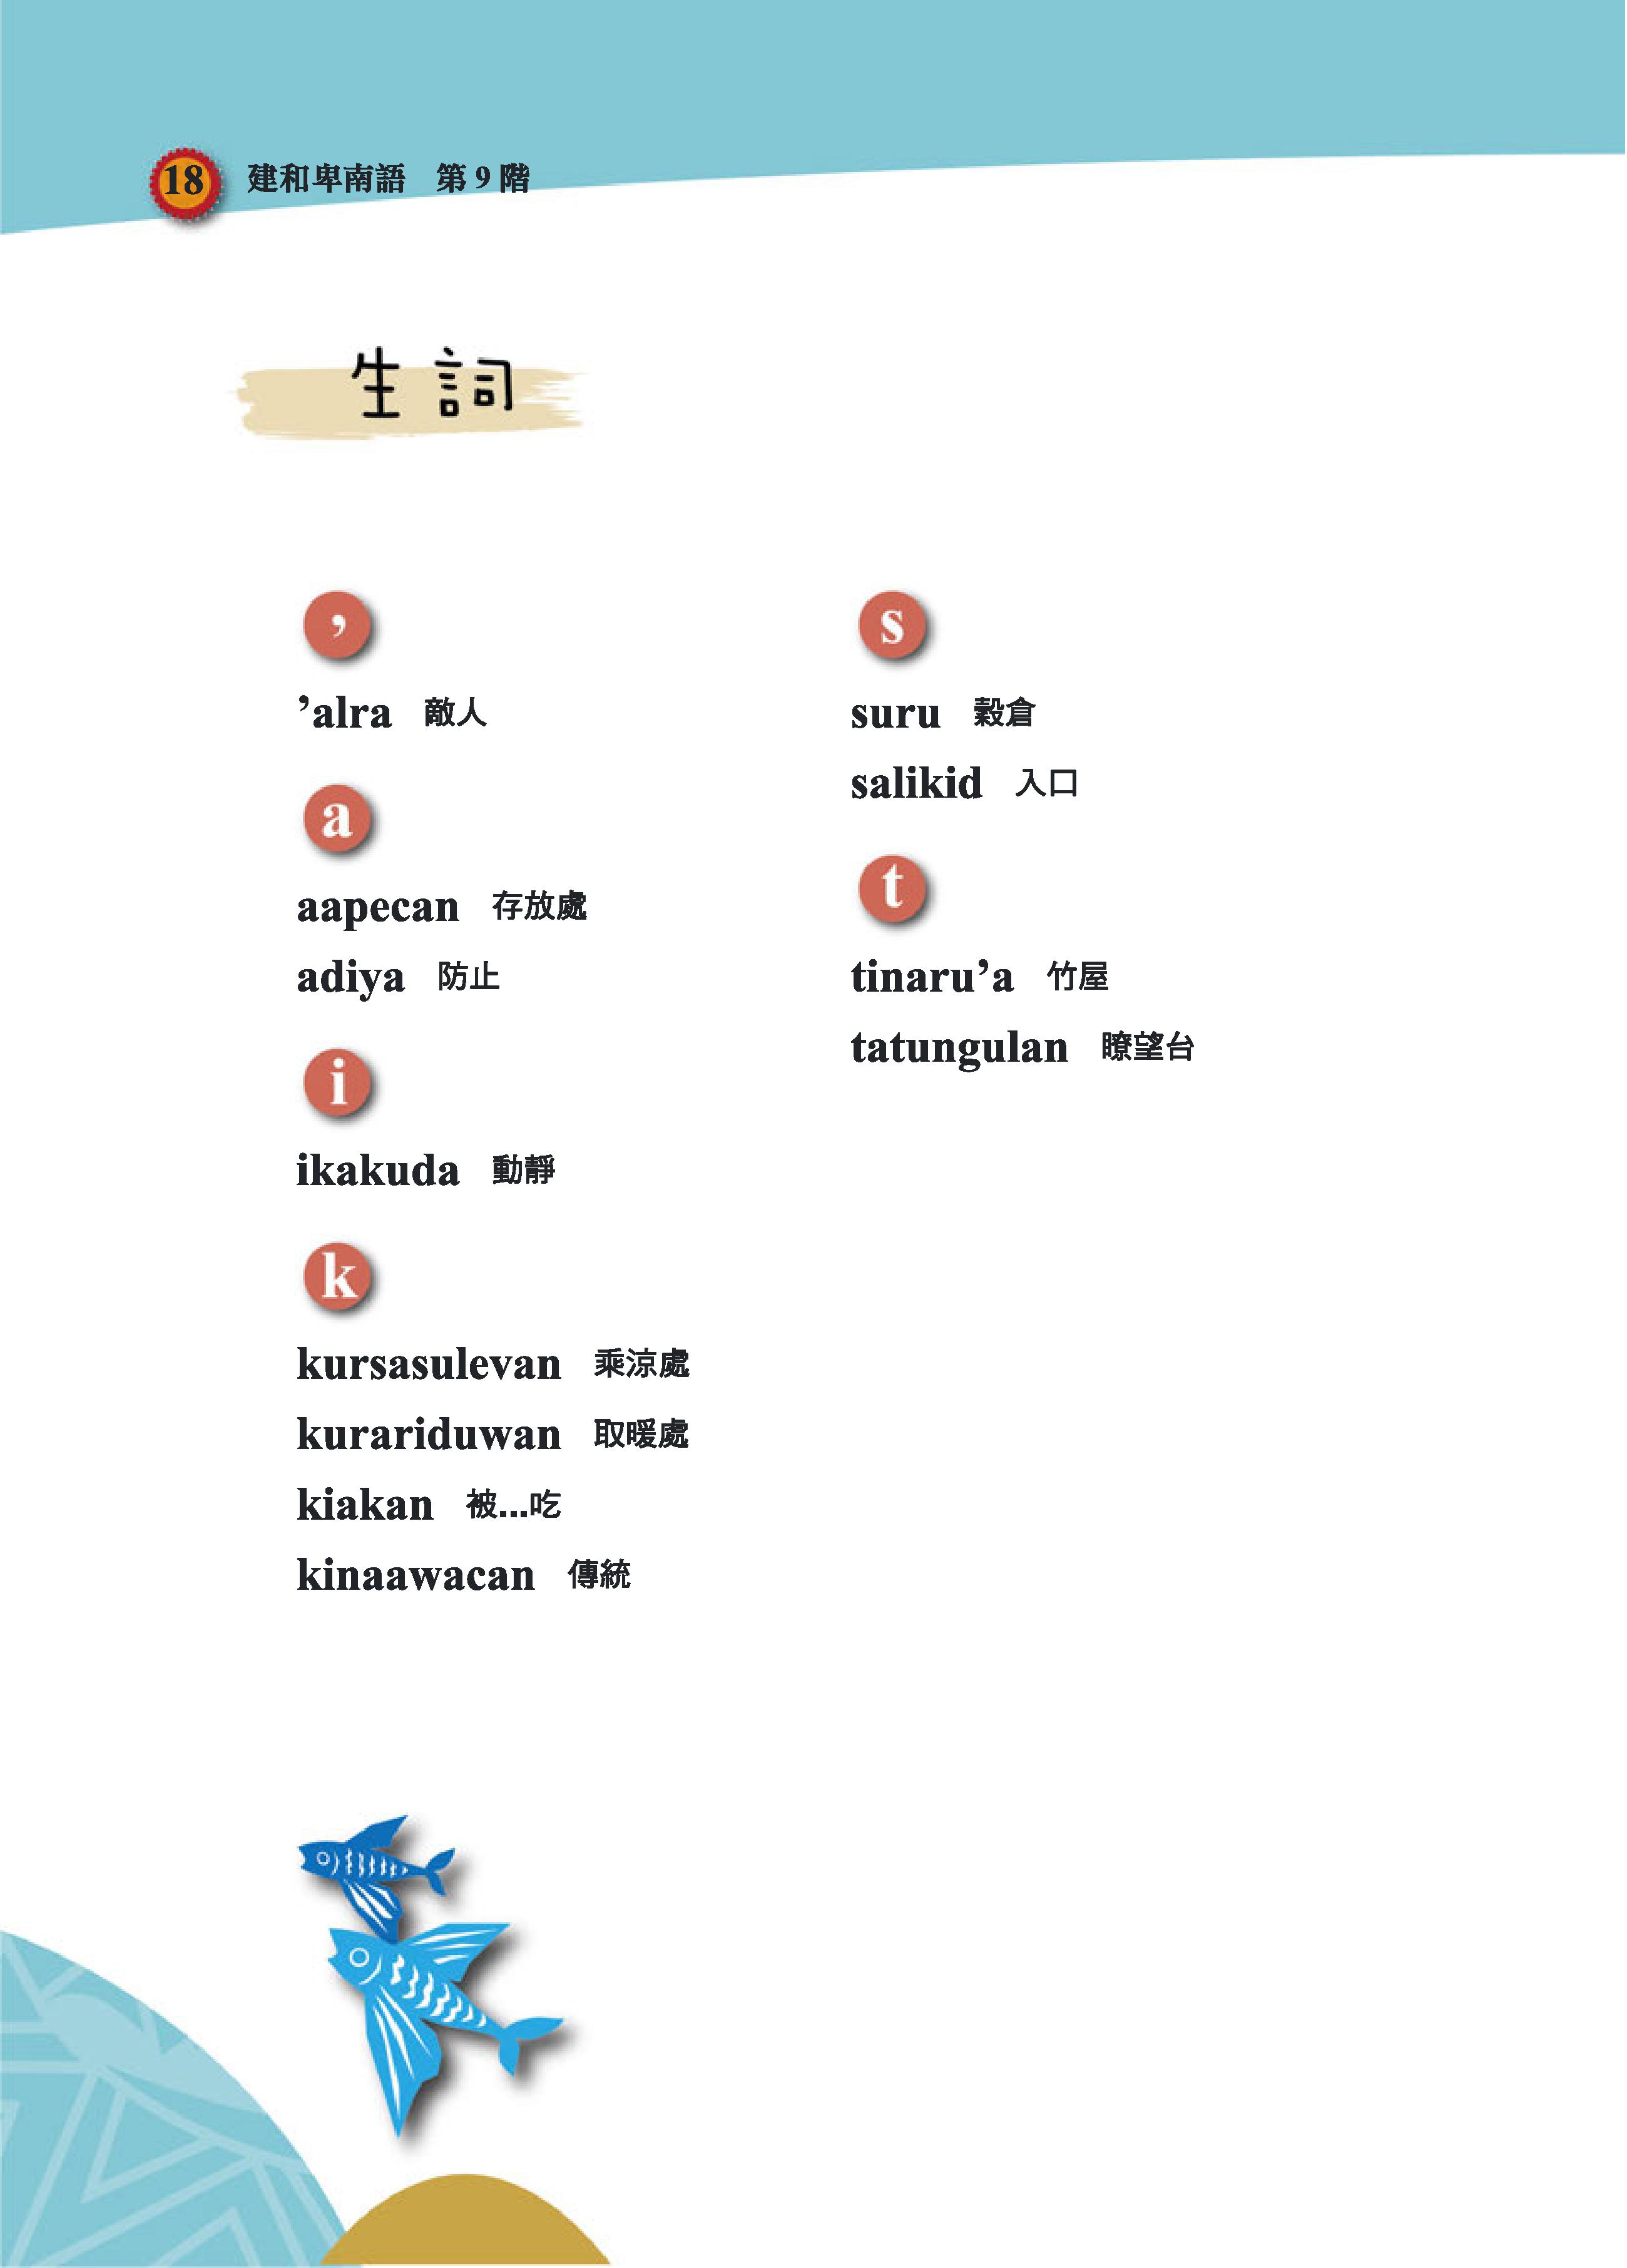 18 建和卑南語 第9階
生詞
’
’alra 敵人
a
aapecan 存放處
adiya 防止
i
ikakuda 動靜
k
kursasulevan 乘涼處
kurariduwan 取暖處
kiakan 被...吃
kinaawacan 傳統
s
suru 穀倉
salikid 入口
t
tinaru’a 竹屋
tatungulan 瞭望台